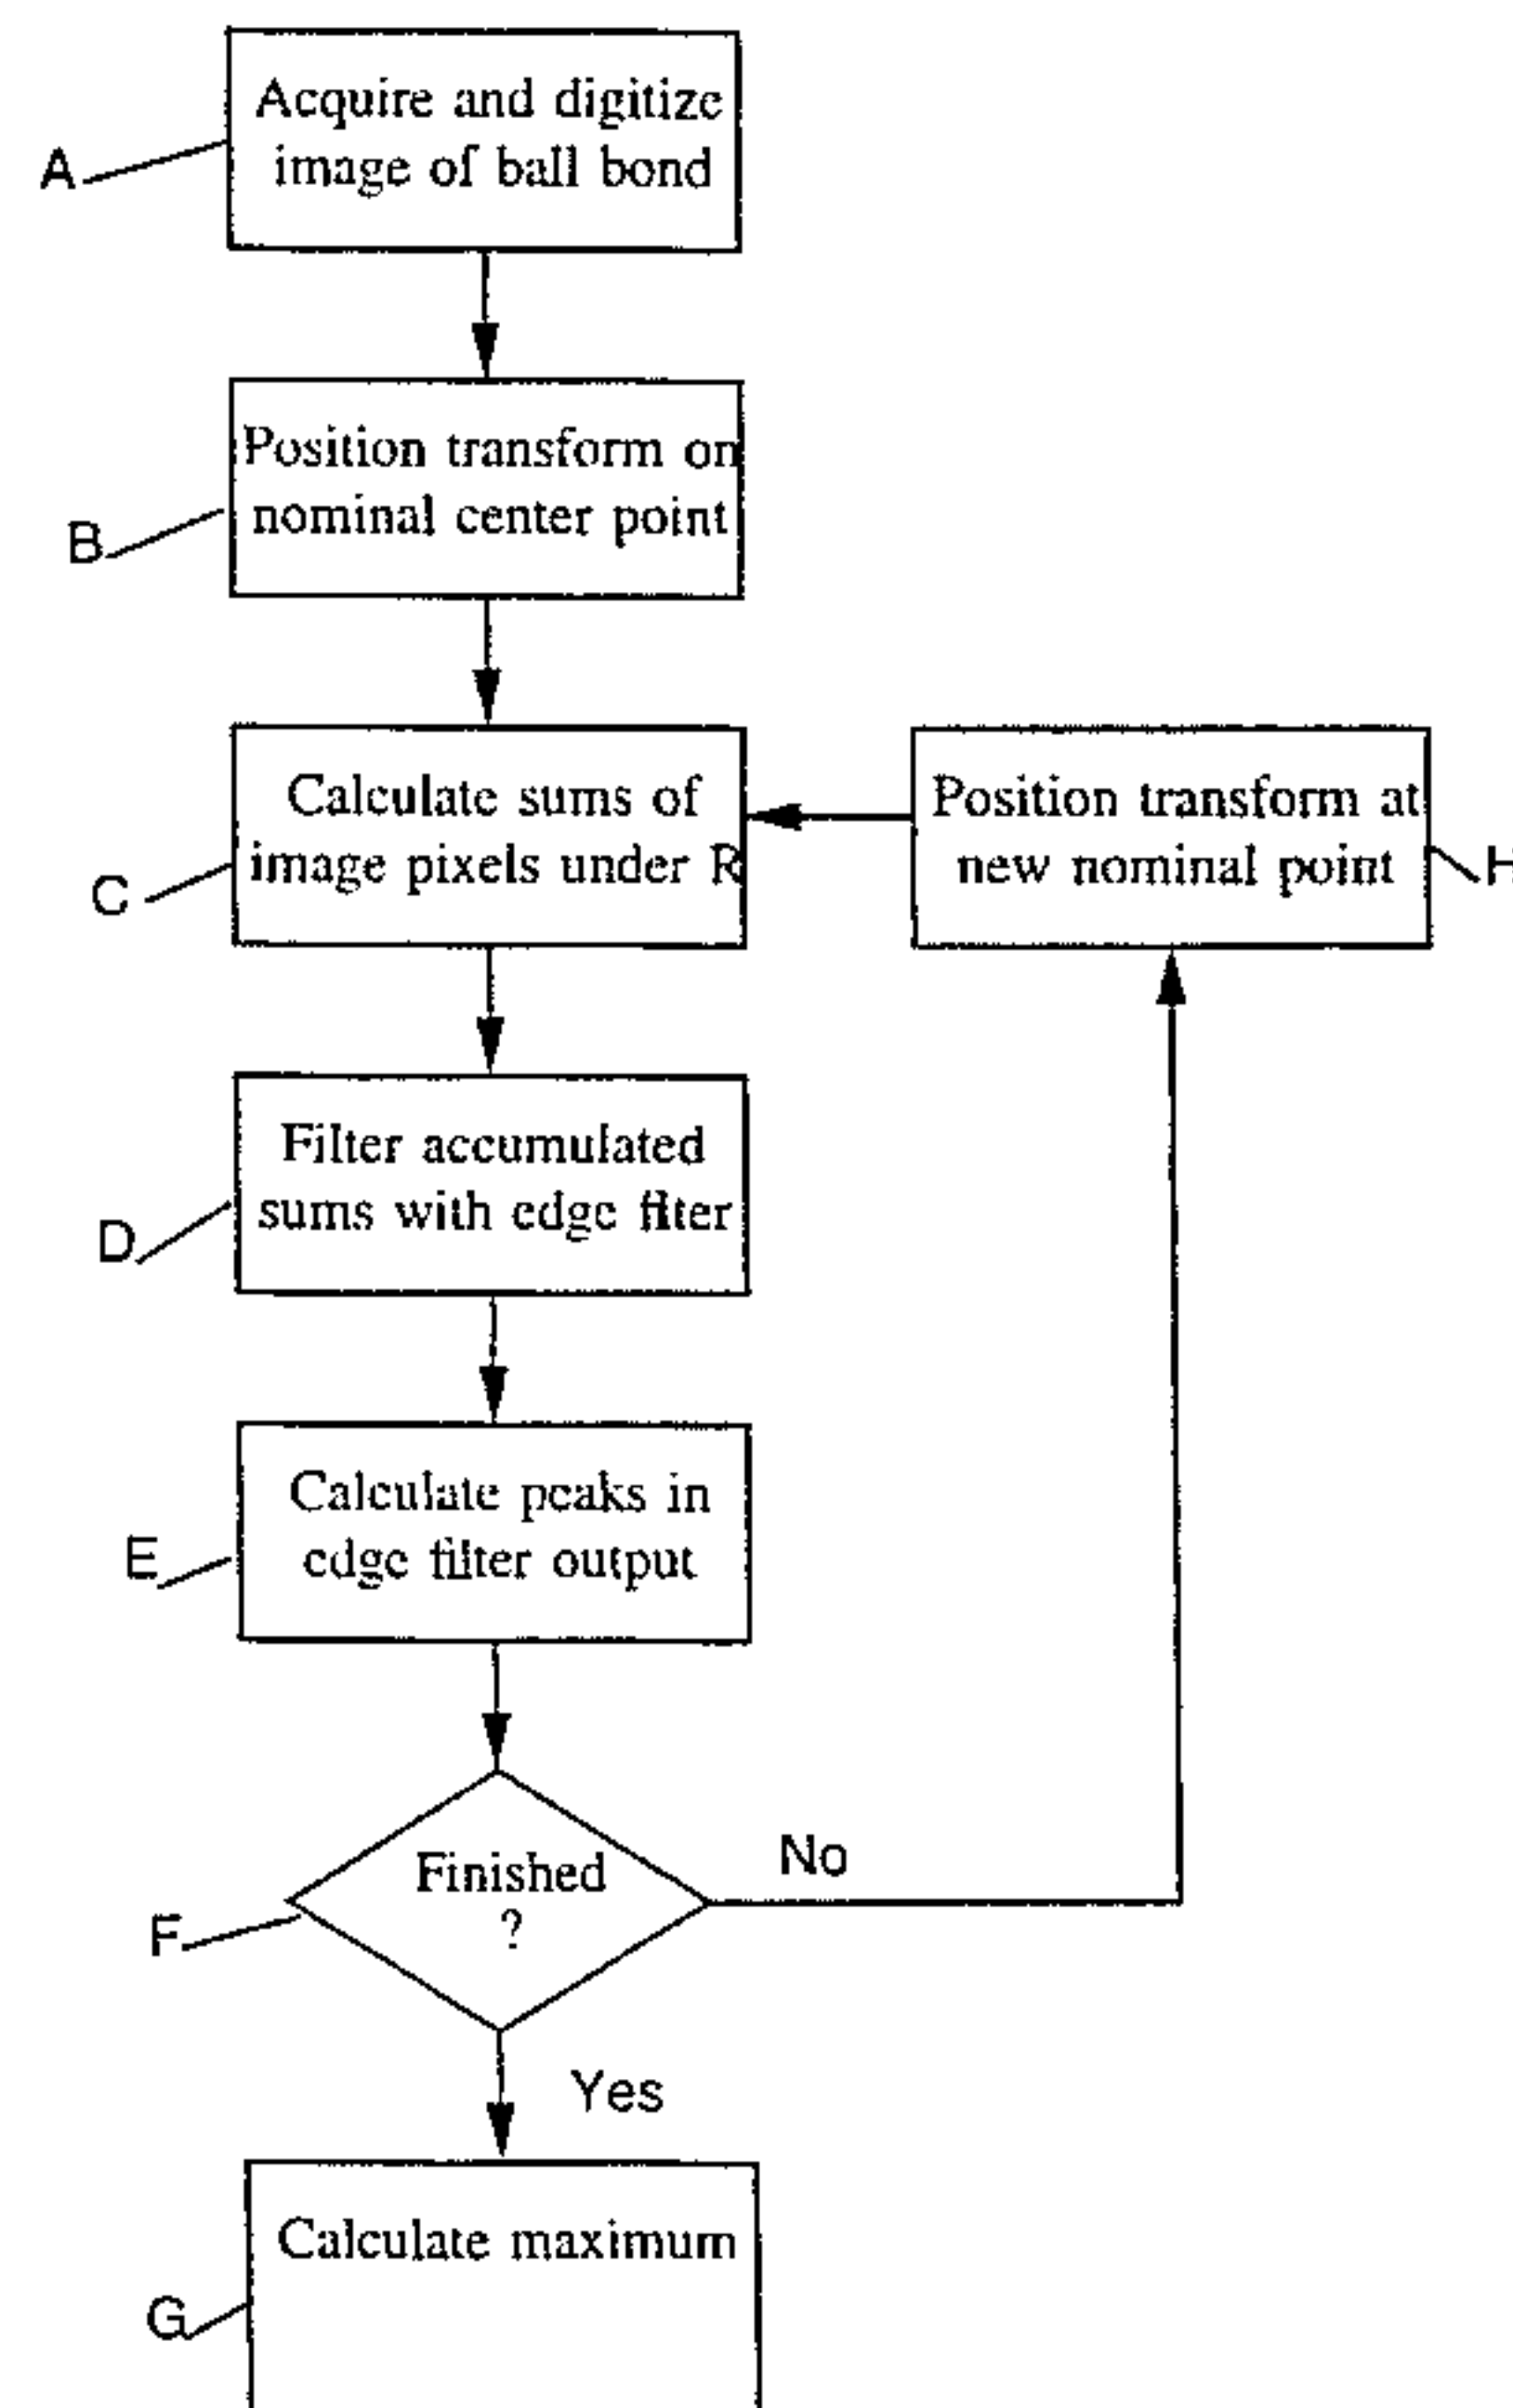 Acquire and digitize
image of ball bond
A
Position transform on
nominal center point
B
Calculate sums of
image pixels under R
C
Position transform at
new nominal point
H
Filter accumulated
sums with edge filter
D
Calculate peaks in
edge filter output
E
Finished
?
No
F
Yes
Calculate maximum
G